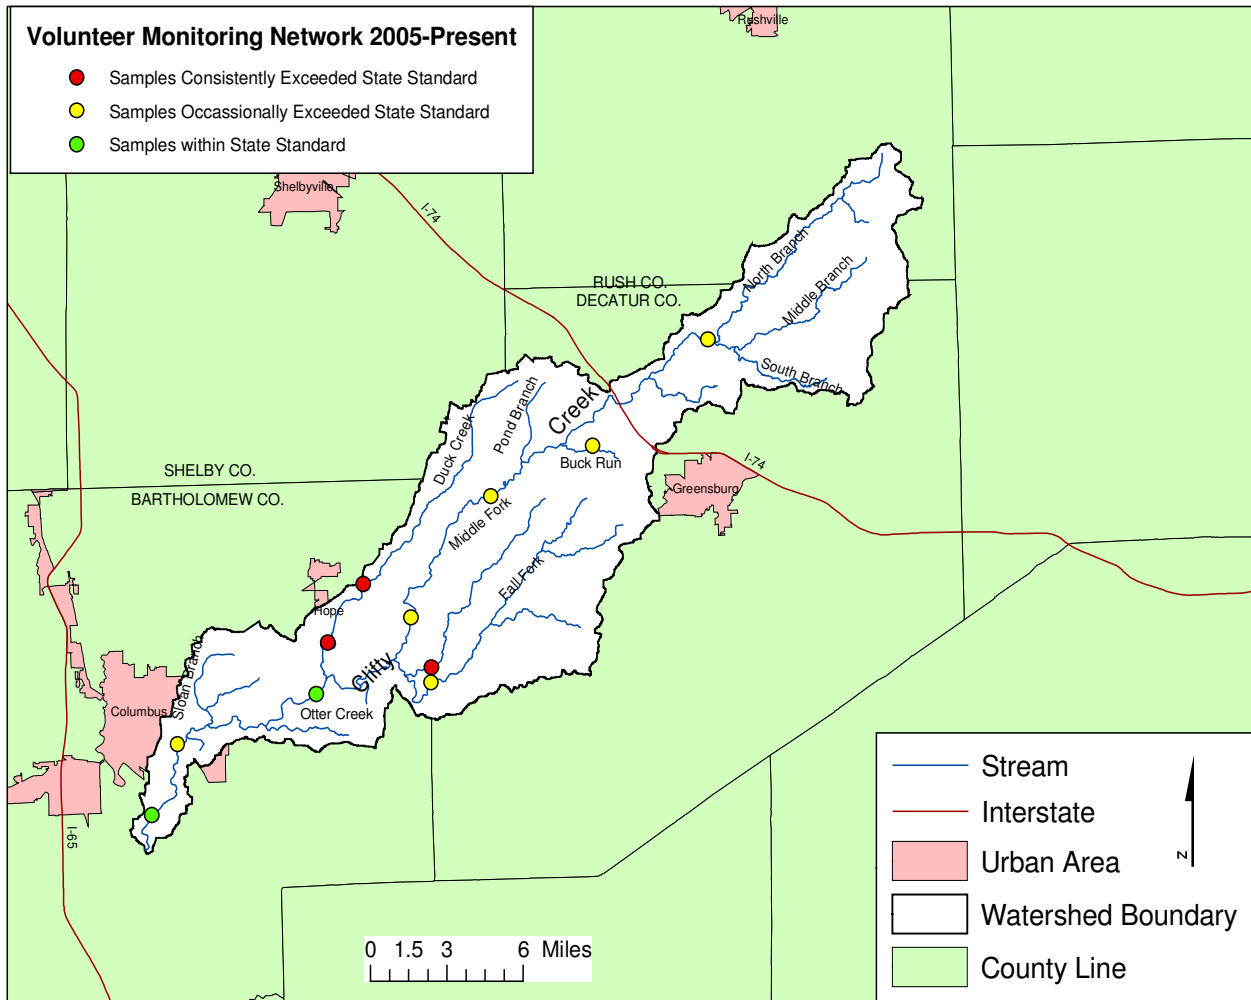 Volunteer Monitoring Network 2005-Present
Samples Consistently Exceeded State Standard
Samples Occassionally Exceeded State Standard
Samples within State Standard
Rushville
Shelbyville
I-74
RUSH CO.
DECATUR CO.
North Branch
Middle Branch
South Branch
Creek
Pond Branch
Duck Creek
Buck Run
I-74
Greensburg
SHELBY CO.
BARTHOLOMEW CO.
Middle Fork
Fall Fork
Hope
Clifty
Sloan Branch
Otter Creek
Columbus
I-65
0 1.5 3 6 Miles
Stream
Interstate
Urban Area
Watershed Boundary
County Line
N